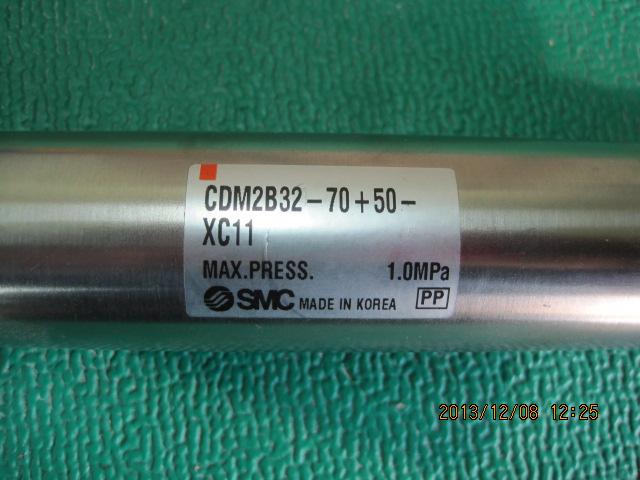 CDM2B32-70+50-
XC11
MAX.PRESS. 1.0MPa
SMC MADE IN KOREA PP
2013/12/08 12:25